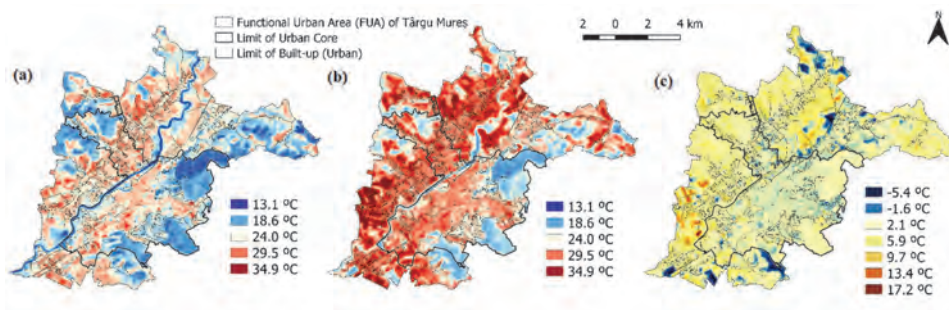 Functional Urban Area (FUA) of Târgu Mureș
Limit of Urban Core
Limit of Built-up (Urban)
2 0 2 4 km
N
(a)
(b)
(c)
13.1 ºC
18.6 ºC
24.0 ºC
29.5 ºC
34.9 ºC
13.1 ºC
18.6 ºC
24.0 ºC
29.5 ºC
34.9 ºC
-5.4 ºC
-1.6 ºC
2.1 ºC
5.9 ºC
9.7 ºC
13.4 ºC
17.2 ºC